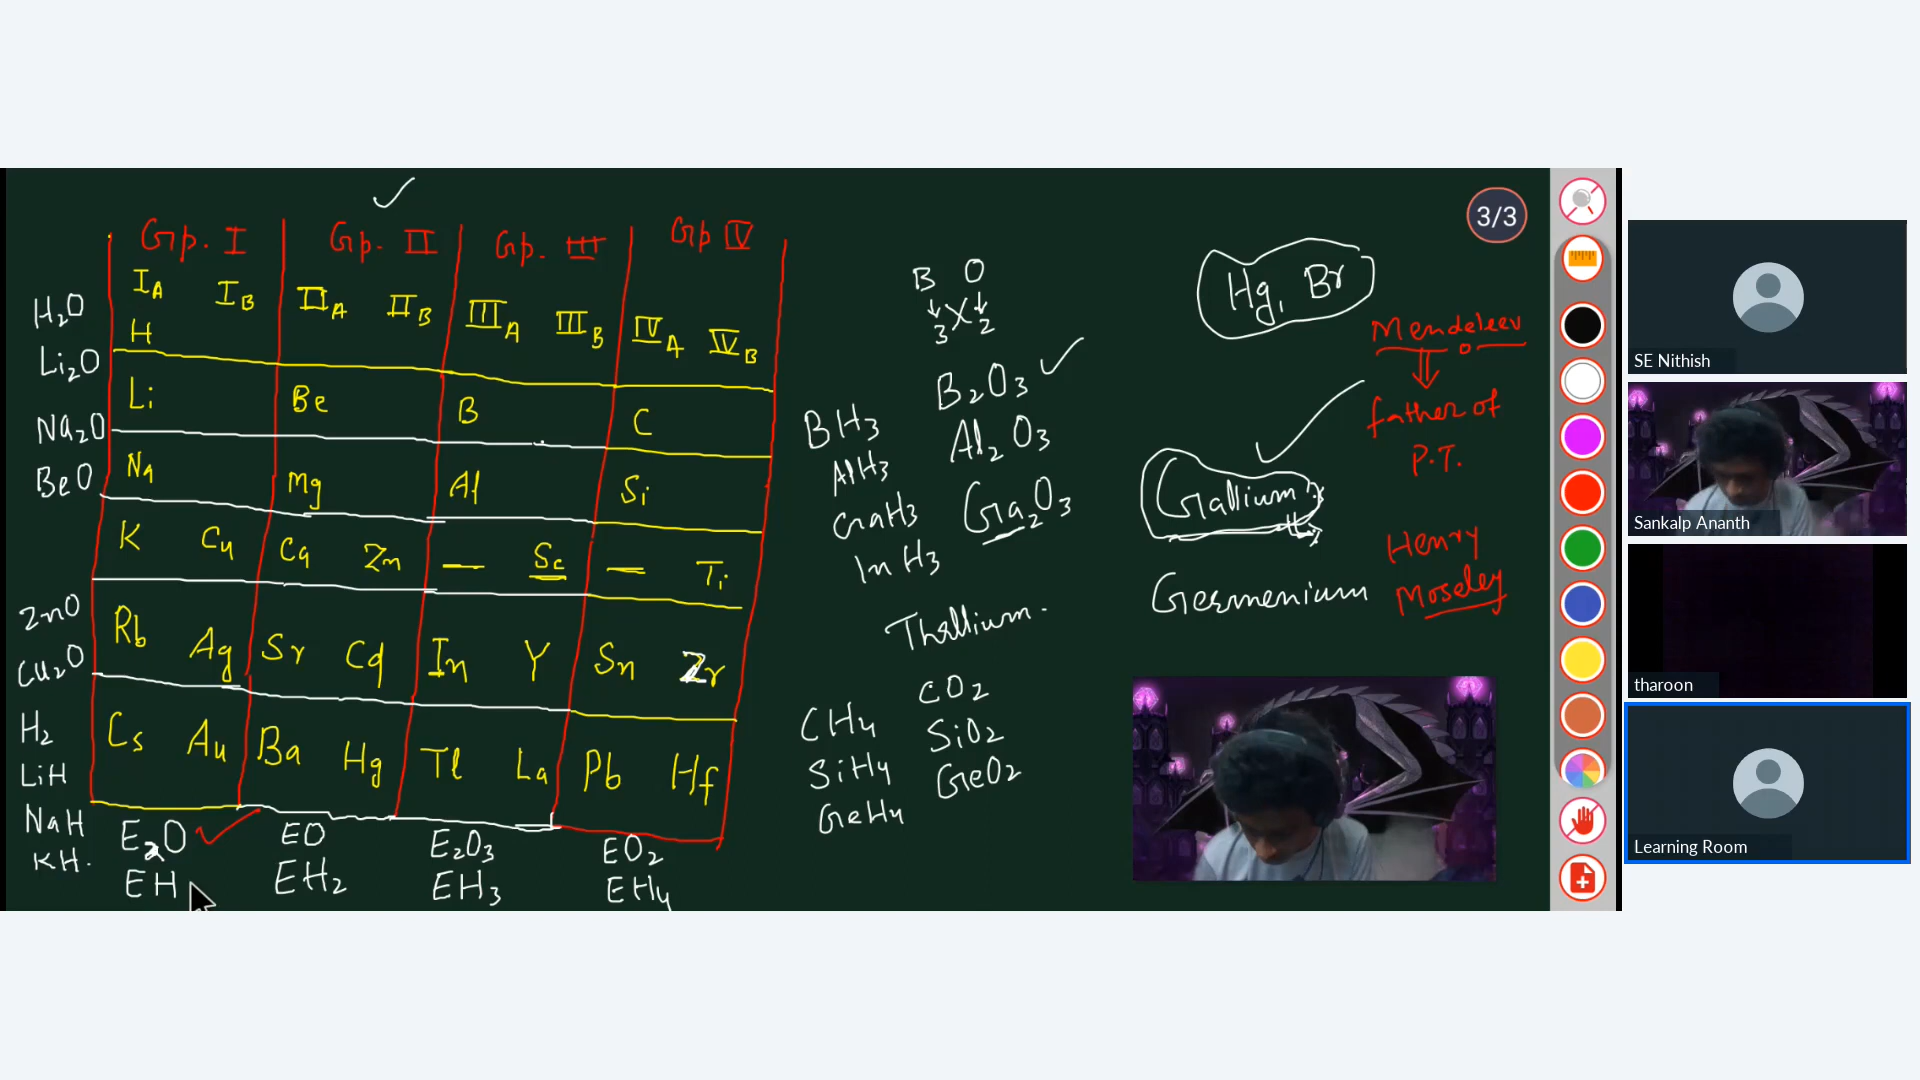 Gp. I Gp. II Gp. III Gp IV
IA IB IIA IIB IIIA IIIB IVA IVB
H
Li Be B C
Na Mg Al Si
K Cu Ca Zn — Sc — Ti
Rb Ag Sr Cd In Y Sn Zr
Cs Au Ba Hg Tl La Pb Hf
E2O EO E2O3 EO2
EH EH2 EH3 EH4
H2O
Li2O
Na2O
BeO
ZnO
Cu2O
H2
LiH
NaH
KH.
B O
3 2
B2O3
Al2O3
Ga2O3
BH3
AlH3
GaH3
InH3
Thallium.
CO2
SiO2
GeO2
CH4
SiH4
GeH4
Hg, Br
Gallium
Germenium
Mendeleev
father of
P.T.
Henry
Moseley
3/3
SE Nithish
Sankalp Ananth
tharoon
Learning Room